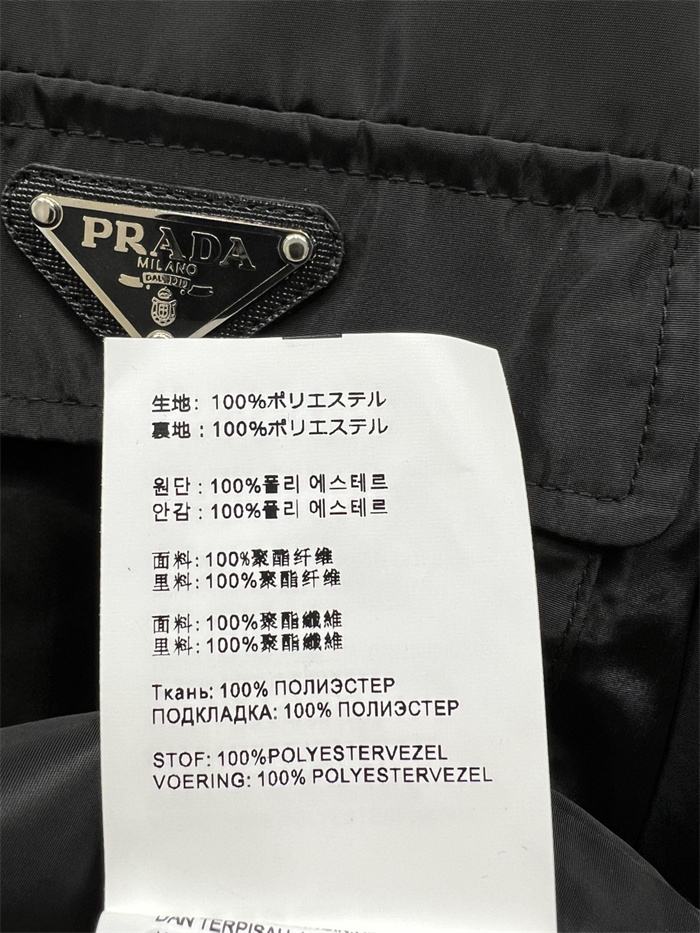 PRADA
MILANO
DAL 1913
生地: 100%ポリエステル
裏地 : 100%ポリエステル
원단 : 100%폴리 에스테르
안감 : 100%폴리 에스테르
面料: 100%聚酯纤维
里料: 100%聚酯纤维
面料: 100%聚酯纖維
里料: 100%聚酯纖維
Ткань: 100% ПОЛИЭСТЕР
ПОДКЛАДКА: 100% ПОЛИЭСТЕР
STOF: 100%POLYESTERVEZEL
VOERING: 100% POLYESTERVEZEL
DAN TERPISAH